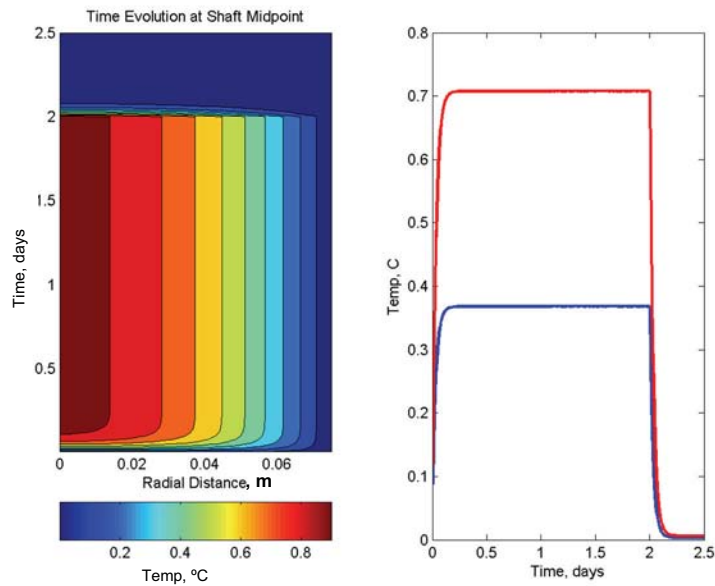 Time Evolution at Shaft Midpoint
2.5
2
1.5
1
0.5
Time, days
0 0.02 0.04 0.06
Radial Distance, m
0.2 0.4 0.6 0.8
Temp, ºC
0.8
0.7
0.6
0.5
0.4
0.3
0.2
0.1
0
Temp, C
0 0.5 1 1.5 2 2.5
Time, days